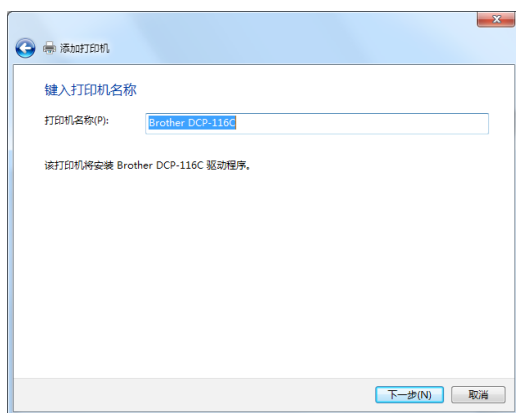 添加打印机
键入打印机名称
打印机名称(P): Brother DCP-116C
该打印机将安装 Brother DCP-116C 驱动程序。
下一步(N) 取消